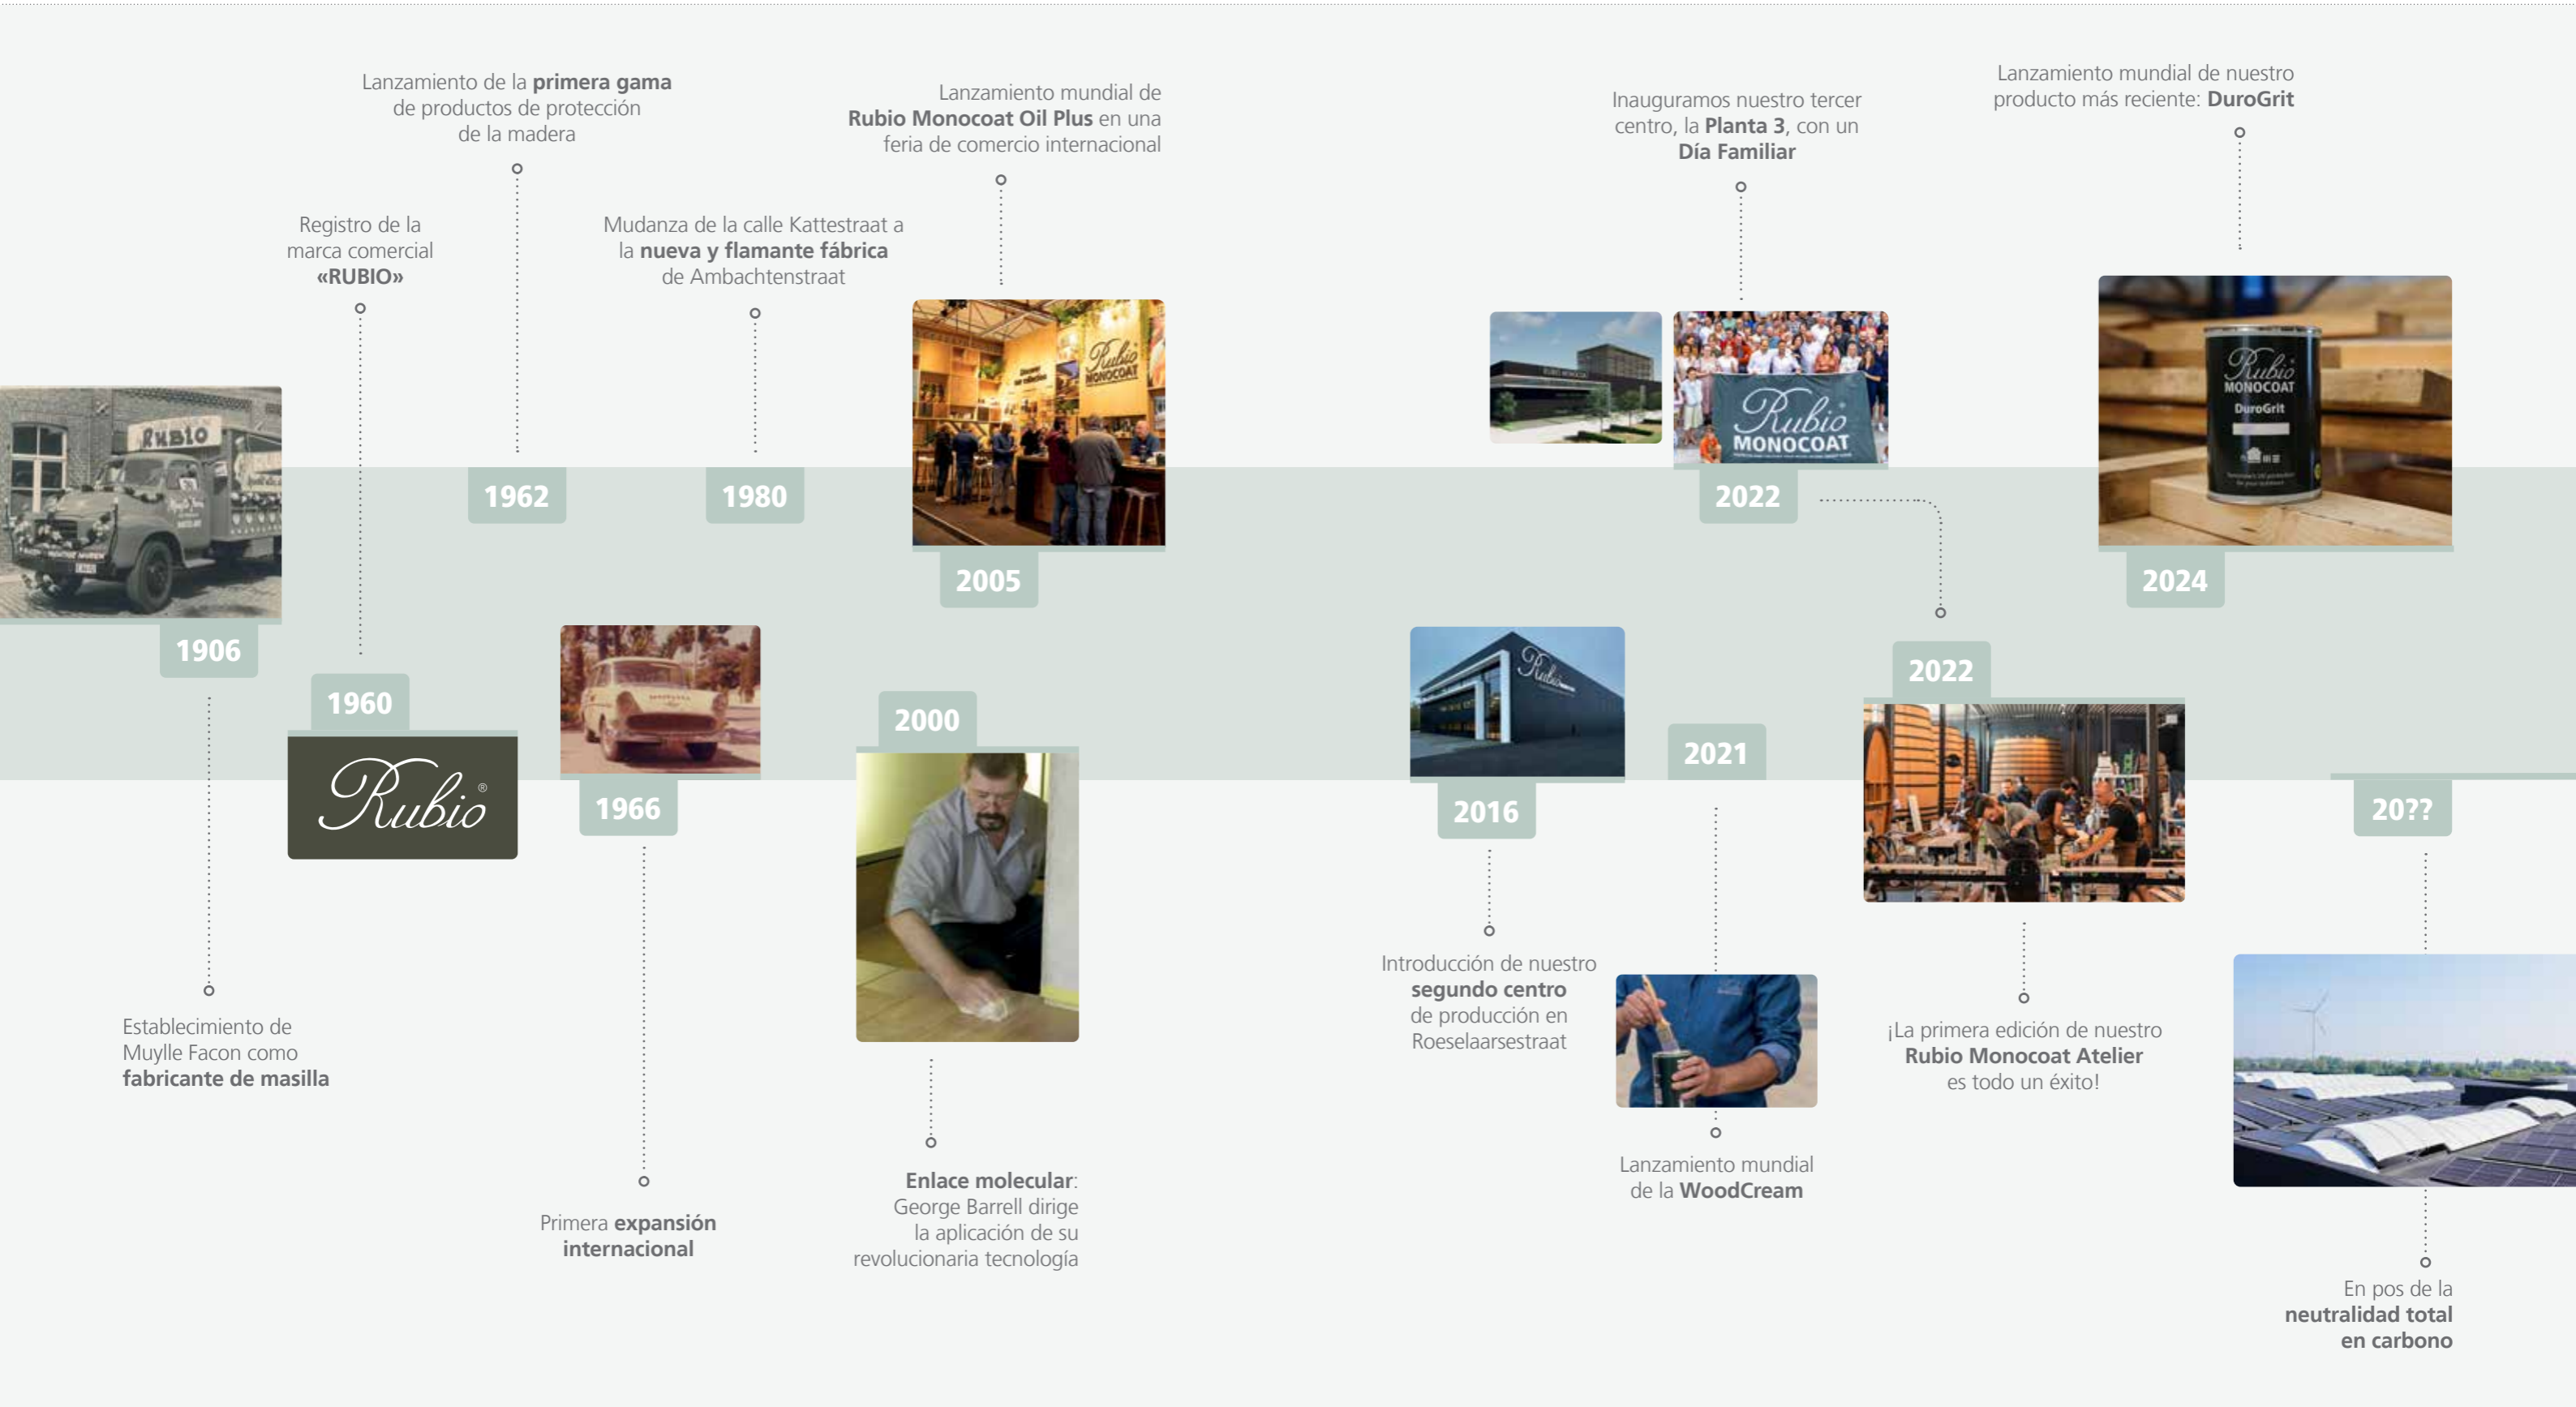 Lanzamiento de la primera gama
de productos de protección
de la madera
Registro de la
marca comercial
«RUBIO»
Mudanza de la calle Kattestraat a
la nueva y flamante fábrica
de Ambachtenstraat
Lanzamiento mundial de
Rubio Monocoat Oil Plus en una
feria de comercio internacional
Inauguramos nuestro tercer
centro, la Planta 3, con un
Día Familiar
Lanzamiento mundial de nuestro
producto más reciente: DuroGrit
RUBIO
Rubio
MONOCOAT
RUBIO MONOCOAT
Rubio
MONOCOAT
Rubio
MONOCOAT
DuroGrit
1962
1980
2022
2005
2024
1906
1960
Rubio®
1966
2000
Rubio
2016
2021
2022
20??
Establecimiento de
Muylle Facon como
fabricante de masilla
Primera expansión
internacional
Enlace molecular:
George Barrell dirige
la aplicación de su
revolucionaria tecnología
Introducción de nuestro
segundo centro
de producción en
Roeselaarsestraat
Lanzamiento mundial
de la WoodCream
¡La primera edición de nuestro
Rubio Monocoat Atelier
es todo un éxito!
En pos de la
neutralidad total
en carbono